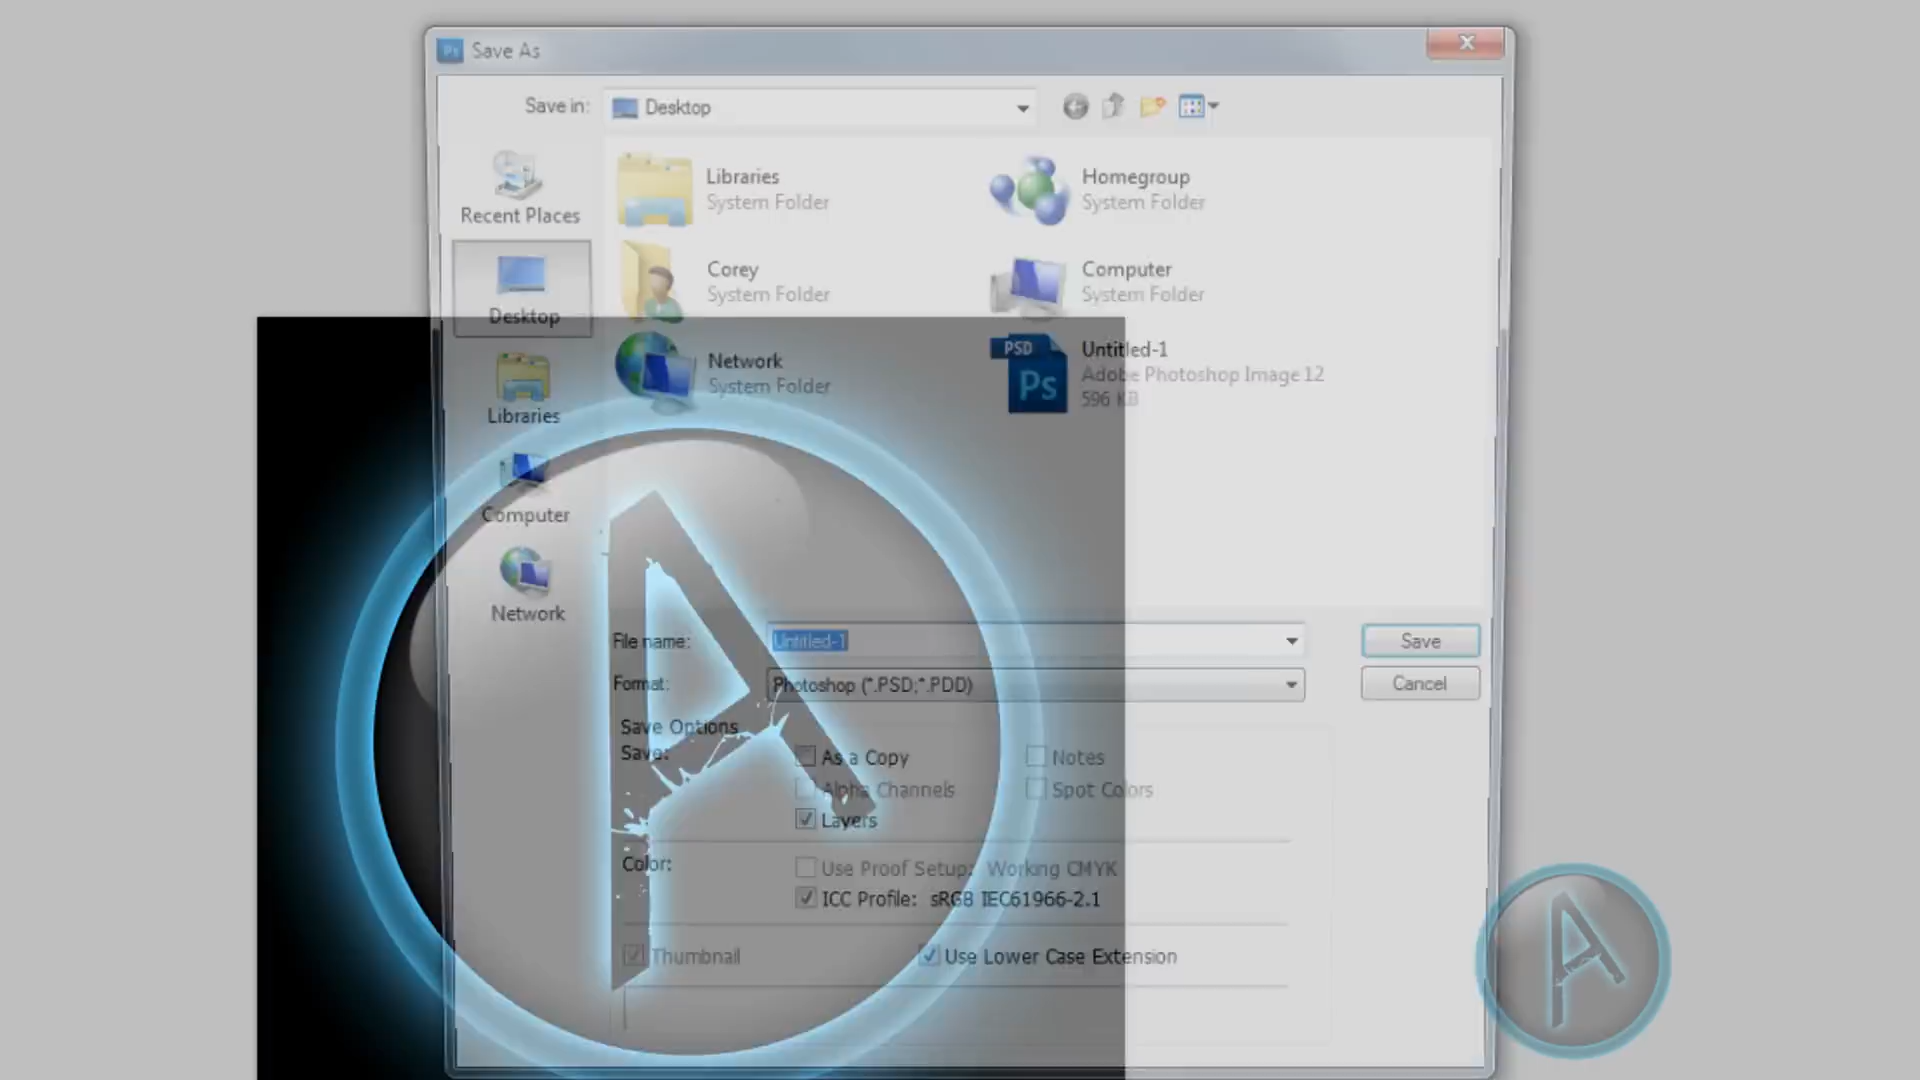 Ps Save As
Save in: Desktop
Recent Places
Desktop
Libraries
Computer
Network
Libraries
System Folder
Homegroup
System Folder
Corey
System Folder
Computer
System Folder
Network
System Folder
PSD
Ps
Untitled-1
Adobe Photoshop Image 12
596 KB
File name: Untitled-1
Save
Format: Photoshop (*.PSD;*.PDD)
Cancel
Save Options
Save:
As a Copy
Notes
Alpha Channels
Spot Colors
Layers
Color:
Use Proof Setup: Working CMYK
ICC Profile: sRGB IEC61966-2.1
Thumbnail
Use Lower Case Extension
A
A